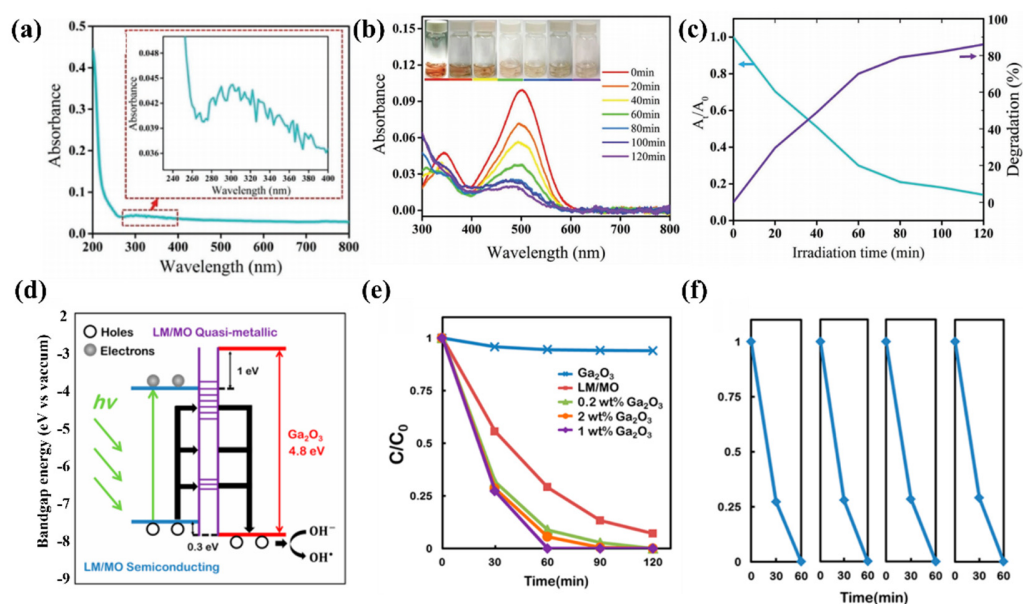 (a)
0.5
0.4
0.3
0.2
0.1
0.0
Absorbance
200 300 400 500 600 700 800
Wavelength (nm)
0.048
0.045
0.042
0.039
0.036
Absorbance
240 260 280 300 320 340 360 380 400
Wavelength (nm)
(b)
0.15
0.12
0.09
0.06
0.03
0.00
Absorbance
300 400 500 600 700 800
Wavelength (nm)
0min
20min
40min
60min
80min
100min
120min
(c)
1.0
0.8
0.6
0.4
0.2
0.0
At/A0
0 20 40 60 80 100 120
Irradiation time (min)
100
80
60
40
20
0
Degradation (%)
(d)
2
-3
-4
-5
-6
-7
-8
-9
Bandgap energy (eV vs vacuum)
Holes
Electrons
LM/MO Quasi-metallic
1 eV
hν
Ga₂O₃
4.8 eV
0.3 eV
OH⁻
OH•
LM/MO Semiconducting
(e)
1
0.75
0.5
0.25
0
C/C₀
0 30 60 90 120
Time(min)
Ga₂O₃
LM/MO
0.2 wt% Ga₂O₃
2 wt% Ga₂O₃
1 wt% Ga₂O₃
(f)
1
0.75
0.5
0.25
0
0 30 60 0 30 60 0 30 60 0 30 60
Time(min)